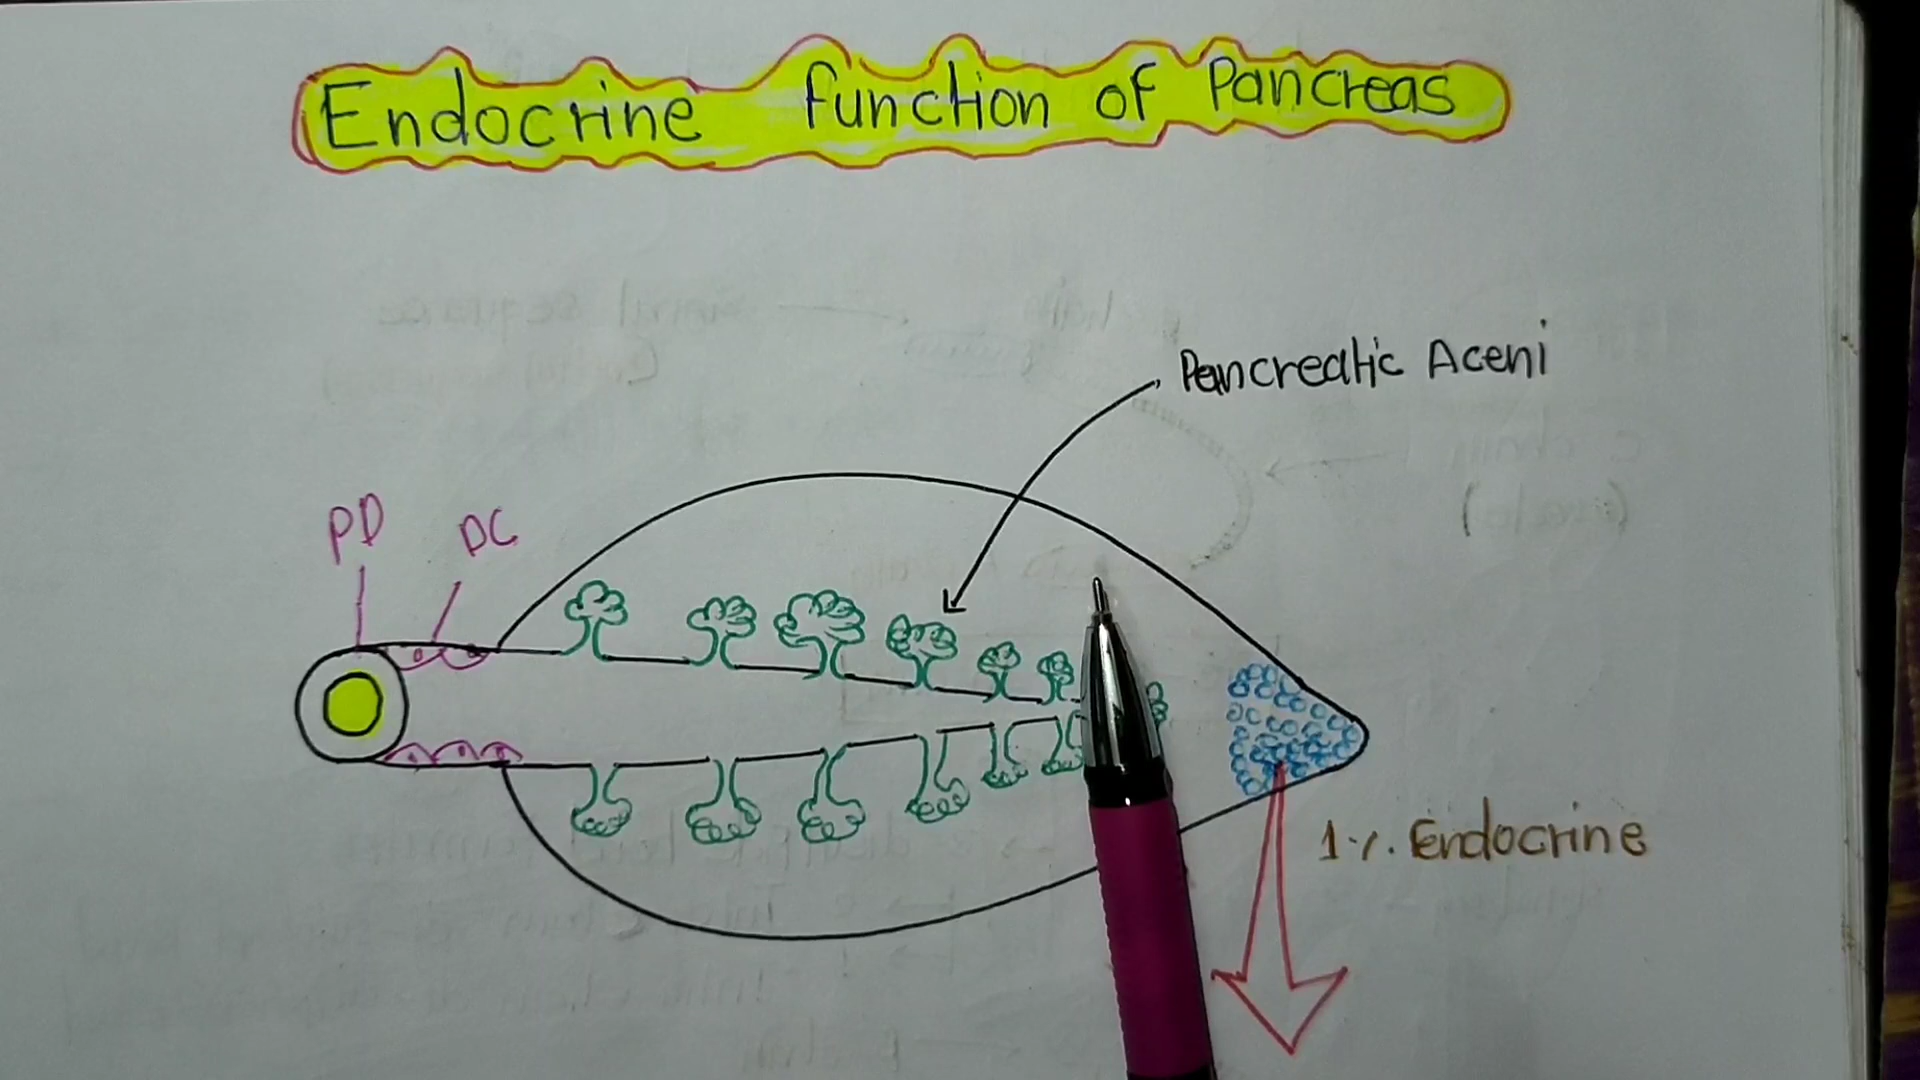 Endocrine function of Pancreas
Pancreatic Aceni
PD
DC
1%. Endocrine